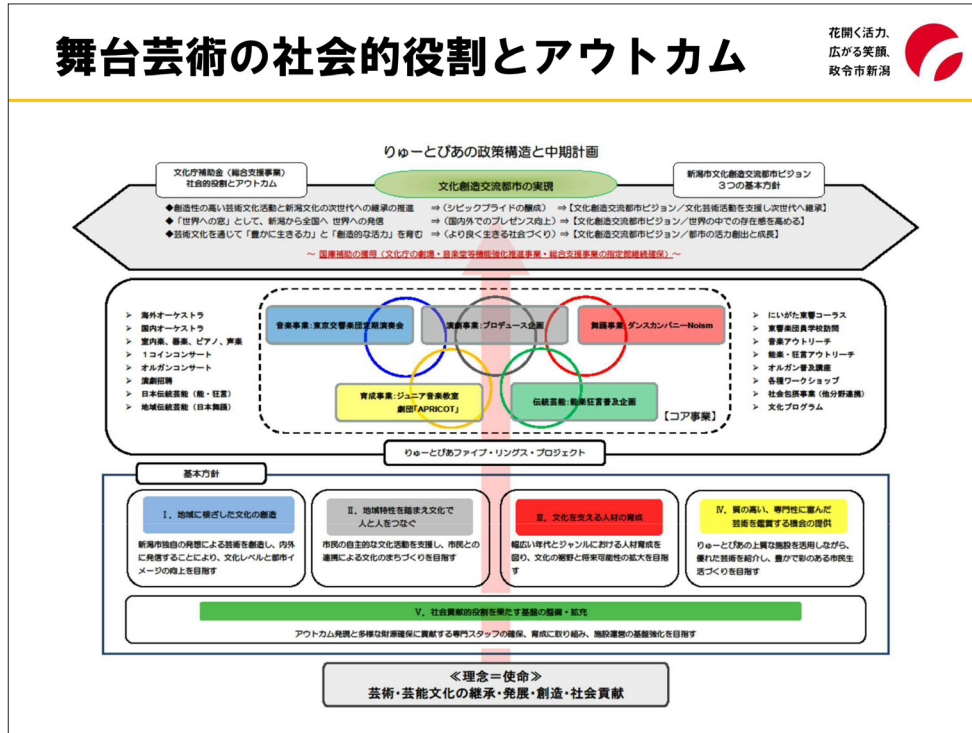 舞台芸術の社会的役割とアウトカム
花開く活力、
広がる笑顔、
政令市新潟
りゅーとぴあの政策構造と中期計画
文化庁補助金（総合支援事業）
社会的役割とアウトカム
文化創造交流都市の実現
新潟市文化創造交流都市ビジョン
３つの基本方針
◆創造性の高い芸術文化活動と新潟文化の次世代への継承の推進　⇒（シビックプライドの醸成）　⇒【文化創造交流都市ビジョン／文化芸術活動を支援し次世代へ継承】
◆「世界への窓」として、新潟から全国へ 世界への発信　⇒（国内外でのプレゼンス向上）⇒【文化創造交流都市ビジョン／世界の中での存在感を高める】
◆芸術文化を通じて「豊かに生きる力」と「創造的な活力」を育む　⇒（より良く生きる社会づくり）⇒【文化創造交流都市ビジョン／都市の活力創出と成長】
～ 国庫補助の獲得（文化庁の劇場・音楽堂等機能強化推進事業・総合支援事業の指定館継続確保）～
➢ 海外オーケストラ
➢ 国内オーケストラ
➢ 室内楽、器楽、ピアノ、声楽
➢ １コインコンサート
➢ オルガンコンサート
➢ 演劇招聘
➢ 日本伝統芸能（能・狂言）
➢ 地域伝統芸能（日本舞踊）
音楽事業：東京交響楽団定期演奏会
演劇事業：プロデュース企画
舞踊事業：ダンスカンパニーNoism
育成事業：ジュニア音楽教室
劇団「APRICOT」
伝統芸能：能楽狂言普及企画
【コア事業】
➢ にいがた東響コーラス
➢ 東響楽団員学校訪問
➢ 音楽アウトリーチ
➢ 能楽・狂言アウトリーチ
➢ オルガン普及講座
➢ 各種ワークショップ
➢ 社会包摂事業（他分野連携）
➢ 文化プログラム
りゅーとぴあファイブ・リングス・プロジェクト
基本方針
Ⅰ．地域に根ざした文化の創造
新潟市独自の発想による芸術を創造し、内外
に発信することにより、文化レベルと都市イ
メージの向上を目指す
Ⅱ．地域特性を踏まえ文化で
人と人をつなぐ
市民の自主的な文化活動を支援し、市民との
連携による文化のまちづくりを目指す
Ⅲ．文化を支える人材の育成
幅広い年代とジャンルにおける人材育成を
図り、文化の裾野と将来可能性の拡大を目指
す
Ⅳ．質の高い、専門性に富んだ
芸術を鑑賞する機会の提供
りゅーとぴあの上質な施設を活用しながら、
優れた芸術を紹介し、豊かで彩のある市民生
活づくりを目指す
Ⅴ．社会貢献的役割を果たす基盤の整備・拡充
アウトカム発現と多様な財源確保に貢献する専門スタッフの確保、育成に取り組み、施設運営の基盤強化を目指す
≪理念＝使命≫
芸術・芸能文化の継承・発展・創造・社会貢献